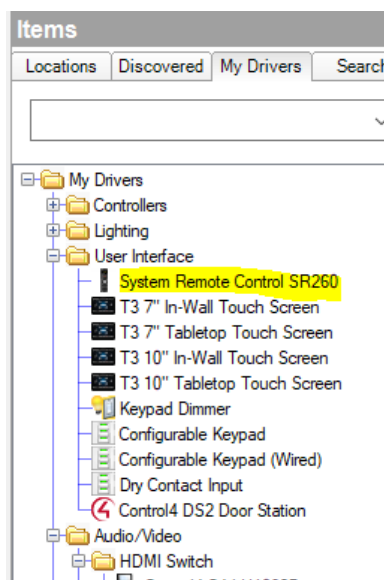 Items
Locations Discovered My Drivers Search
My Drivers
Controllers
Lighting
User Interface
System Remote Control SR260
T3 7" In-Wall Touch Screen
T3 7" Tabletop Touch Screen
T3 10" In-Wall Touch Screen
T3 10" Tabletop Touch Screen
Keypad Dimmer
Configurable Keypad
Configurable Keypad (Wired)
Dry Contact Input
Control4 DS2 Door Station
Audio/Video
HDMI Switch